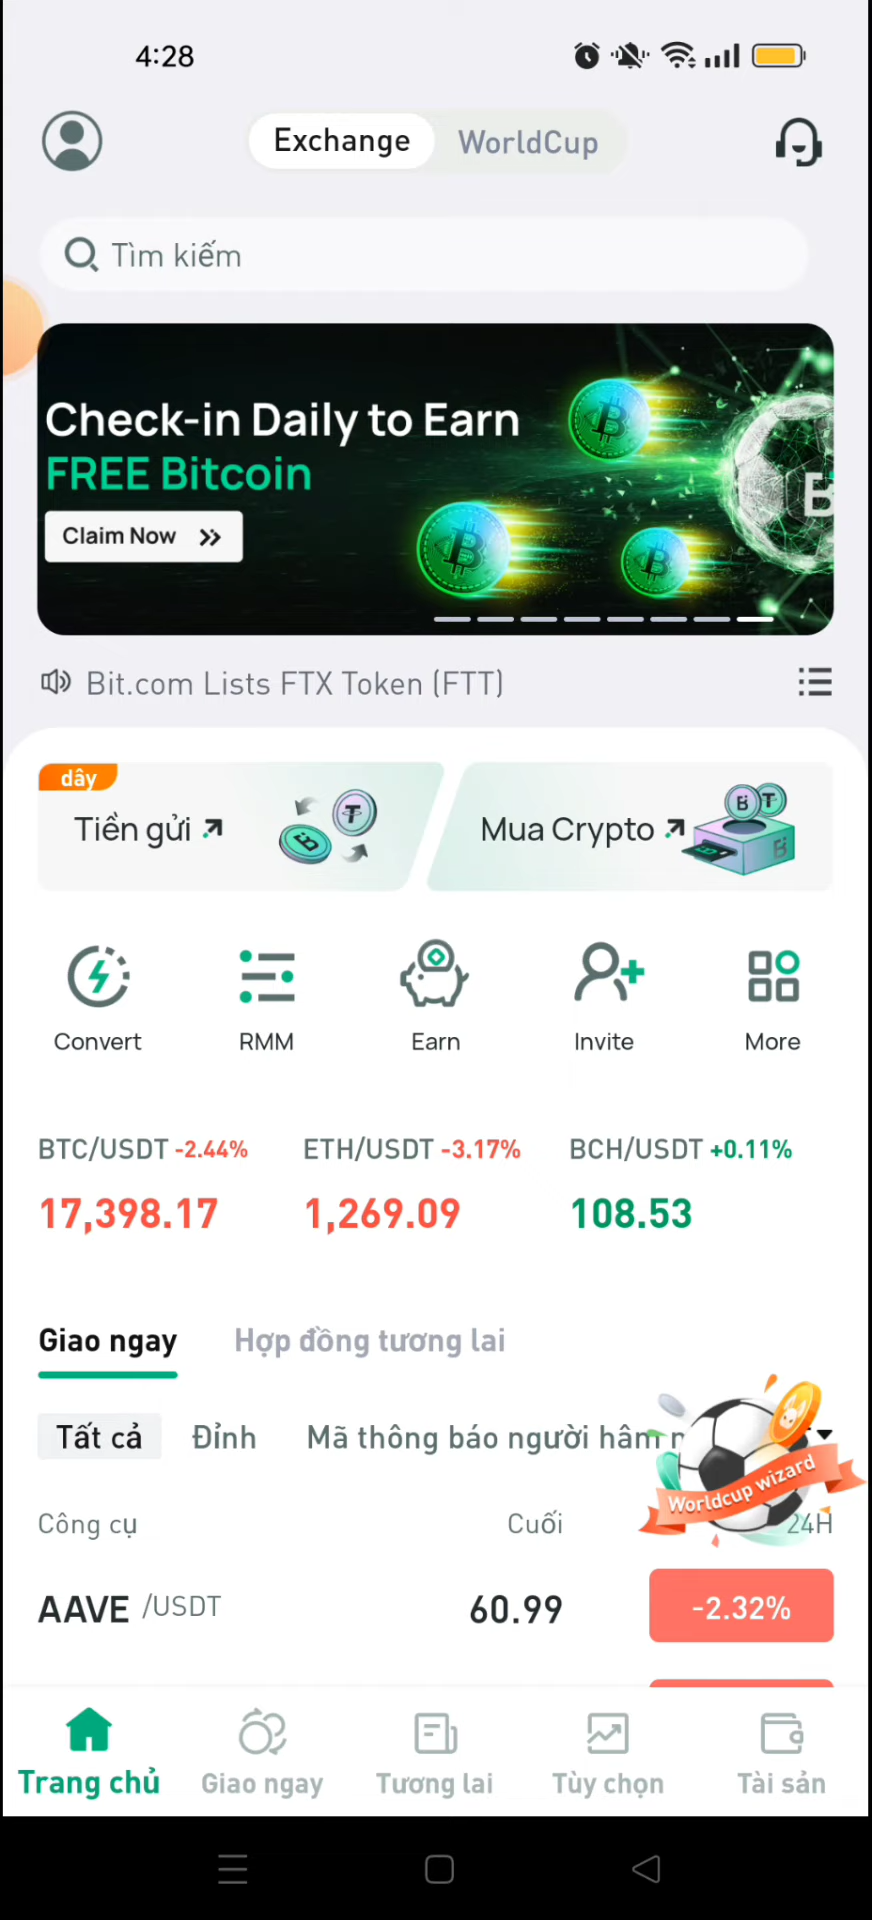 4:28
Exchange
WorldCup
Tìm kiếm
Check-in Daily to Earn
FREE Bitcoin
Claim Now
Bit.com Lists FTX Token (FTT)
dây
Tiền gửi
Mua Crypto
Convert
RMM
Earn
Invite
More
BTC/USDT -2.44%
ETH/USDT -3.17%
BCH/USDT +0.11%
17,398.17
1,269.09
108.53
Giao ngay
Hợp đồng tương lai
Tất cả
Đỉnh
Mã thông báo người hâm
Worldcup wizard
Công cụ
Cuối
24H
AAVE /USDT
60.99
-2.32%
Trang chủ
Giao ngay
Tương lai
Tùy chọn
Tài sản